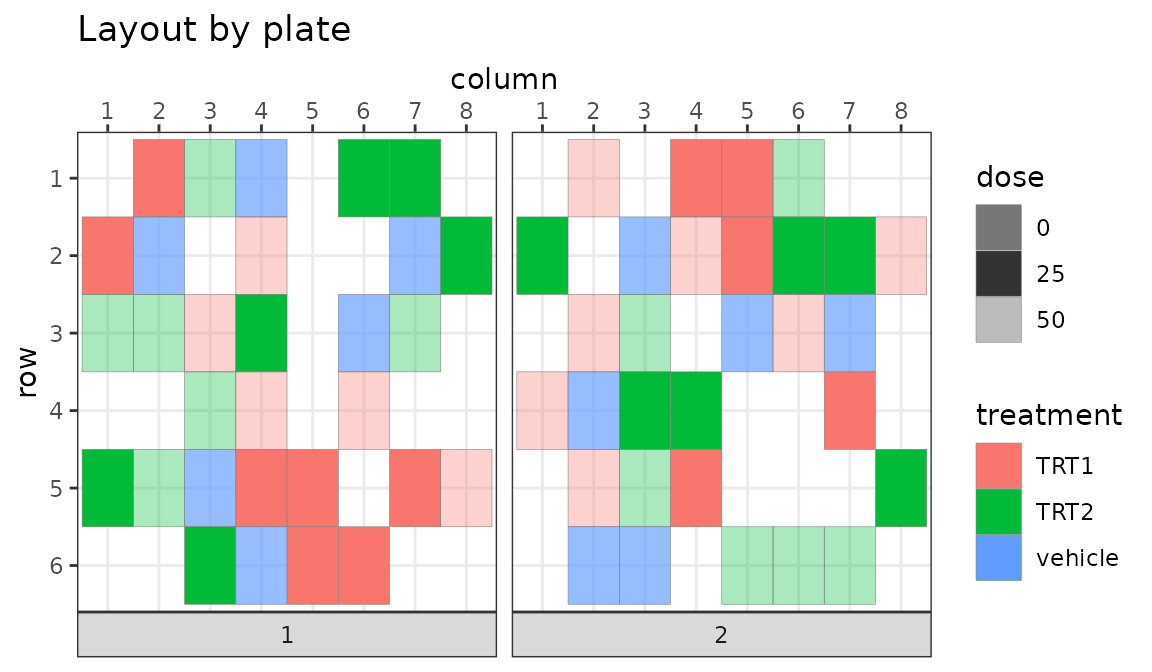 Layout by plate
column
1 2 3 4 5 6 7 8 1 2 3 4 5 6 7 8
1
2
3
4
5
6
row
1 2
dose
0
25
50
treatment
TRT1
TRT2
vehicle